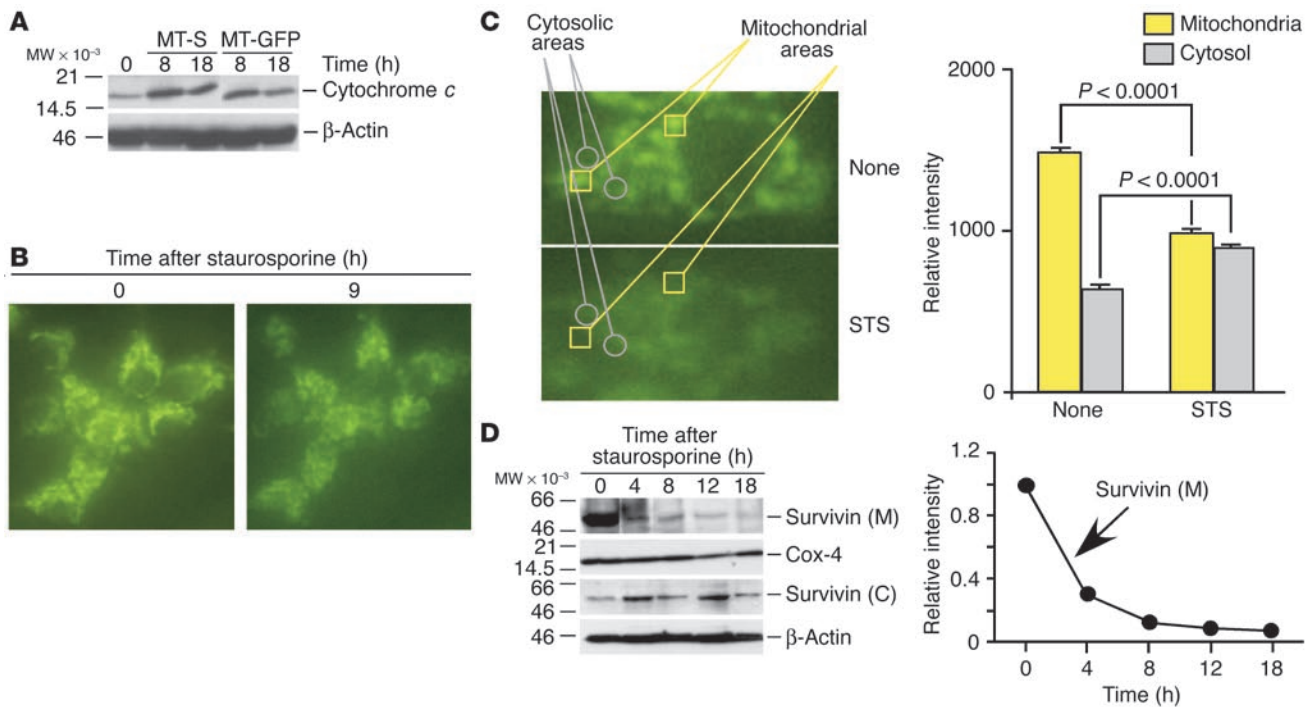 A
MT-S MT-GFP
MW × 10⁻³
0 8 18 8 18 Time (h)
21
Cytochrome c
14.5
46
β-Actin
B
Time after staurosporine (h)
0 9
C
Cytosolic
areas
Mitochondrial
areas
None
STS
Mitochondria
Cytosol
2000
P < 0.0001
P < 0.0001
1000
0
Relative intensity
None STS
D
Time after
staurosporine (h)
MW × 10⁻³
0 4 8 12 18
66
Survivin (M)
46
21
Cox-4
14.5
66
Survivin (C)
46
46
β-Actin
1.2
Survivin (M)
0.8
0.4
0
Relative intensity
0 4 8 12 18
Time (h)